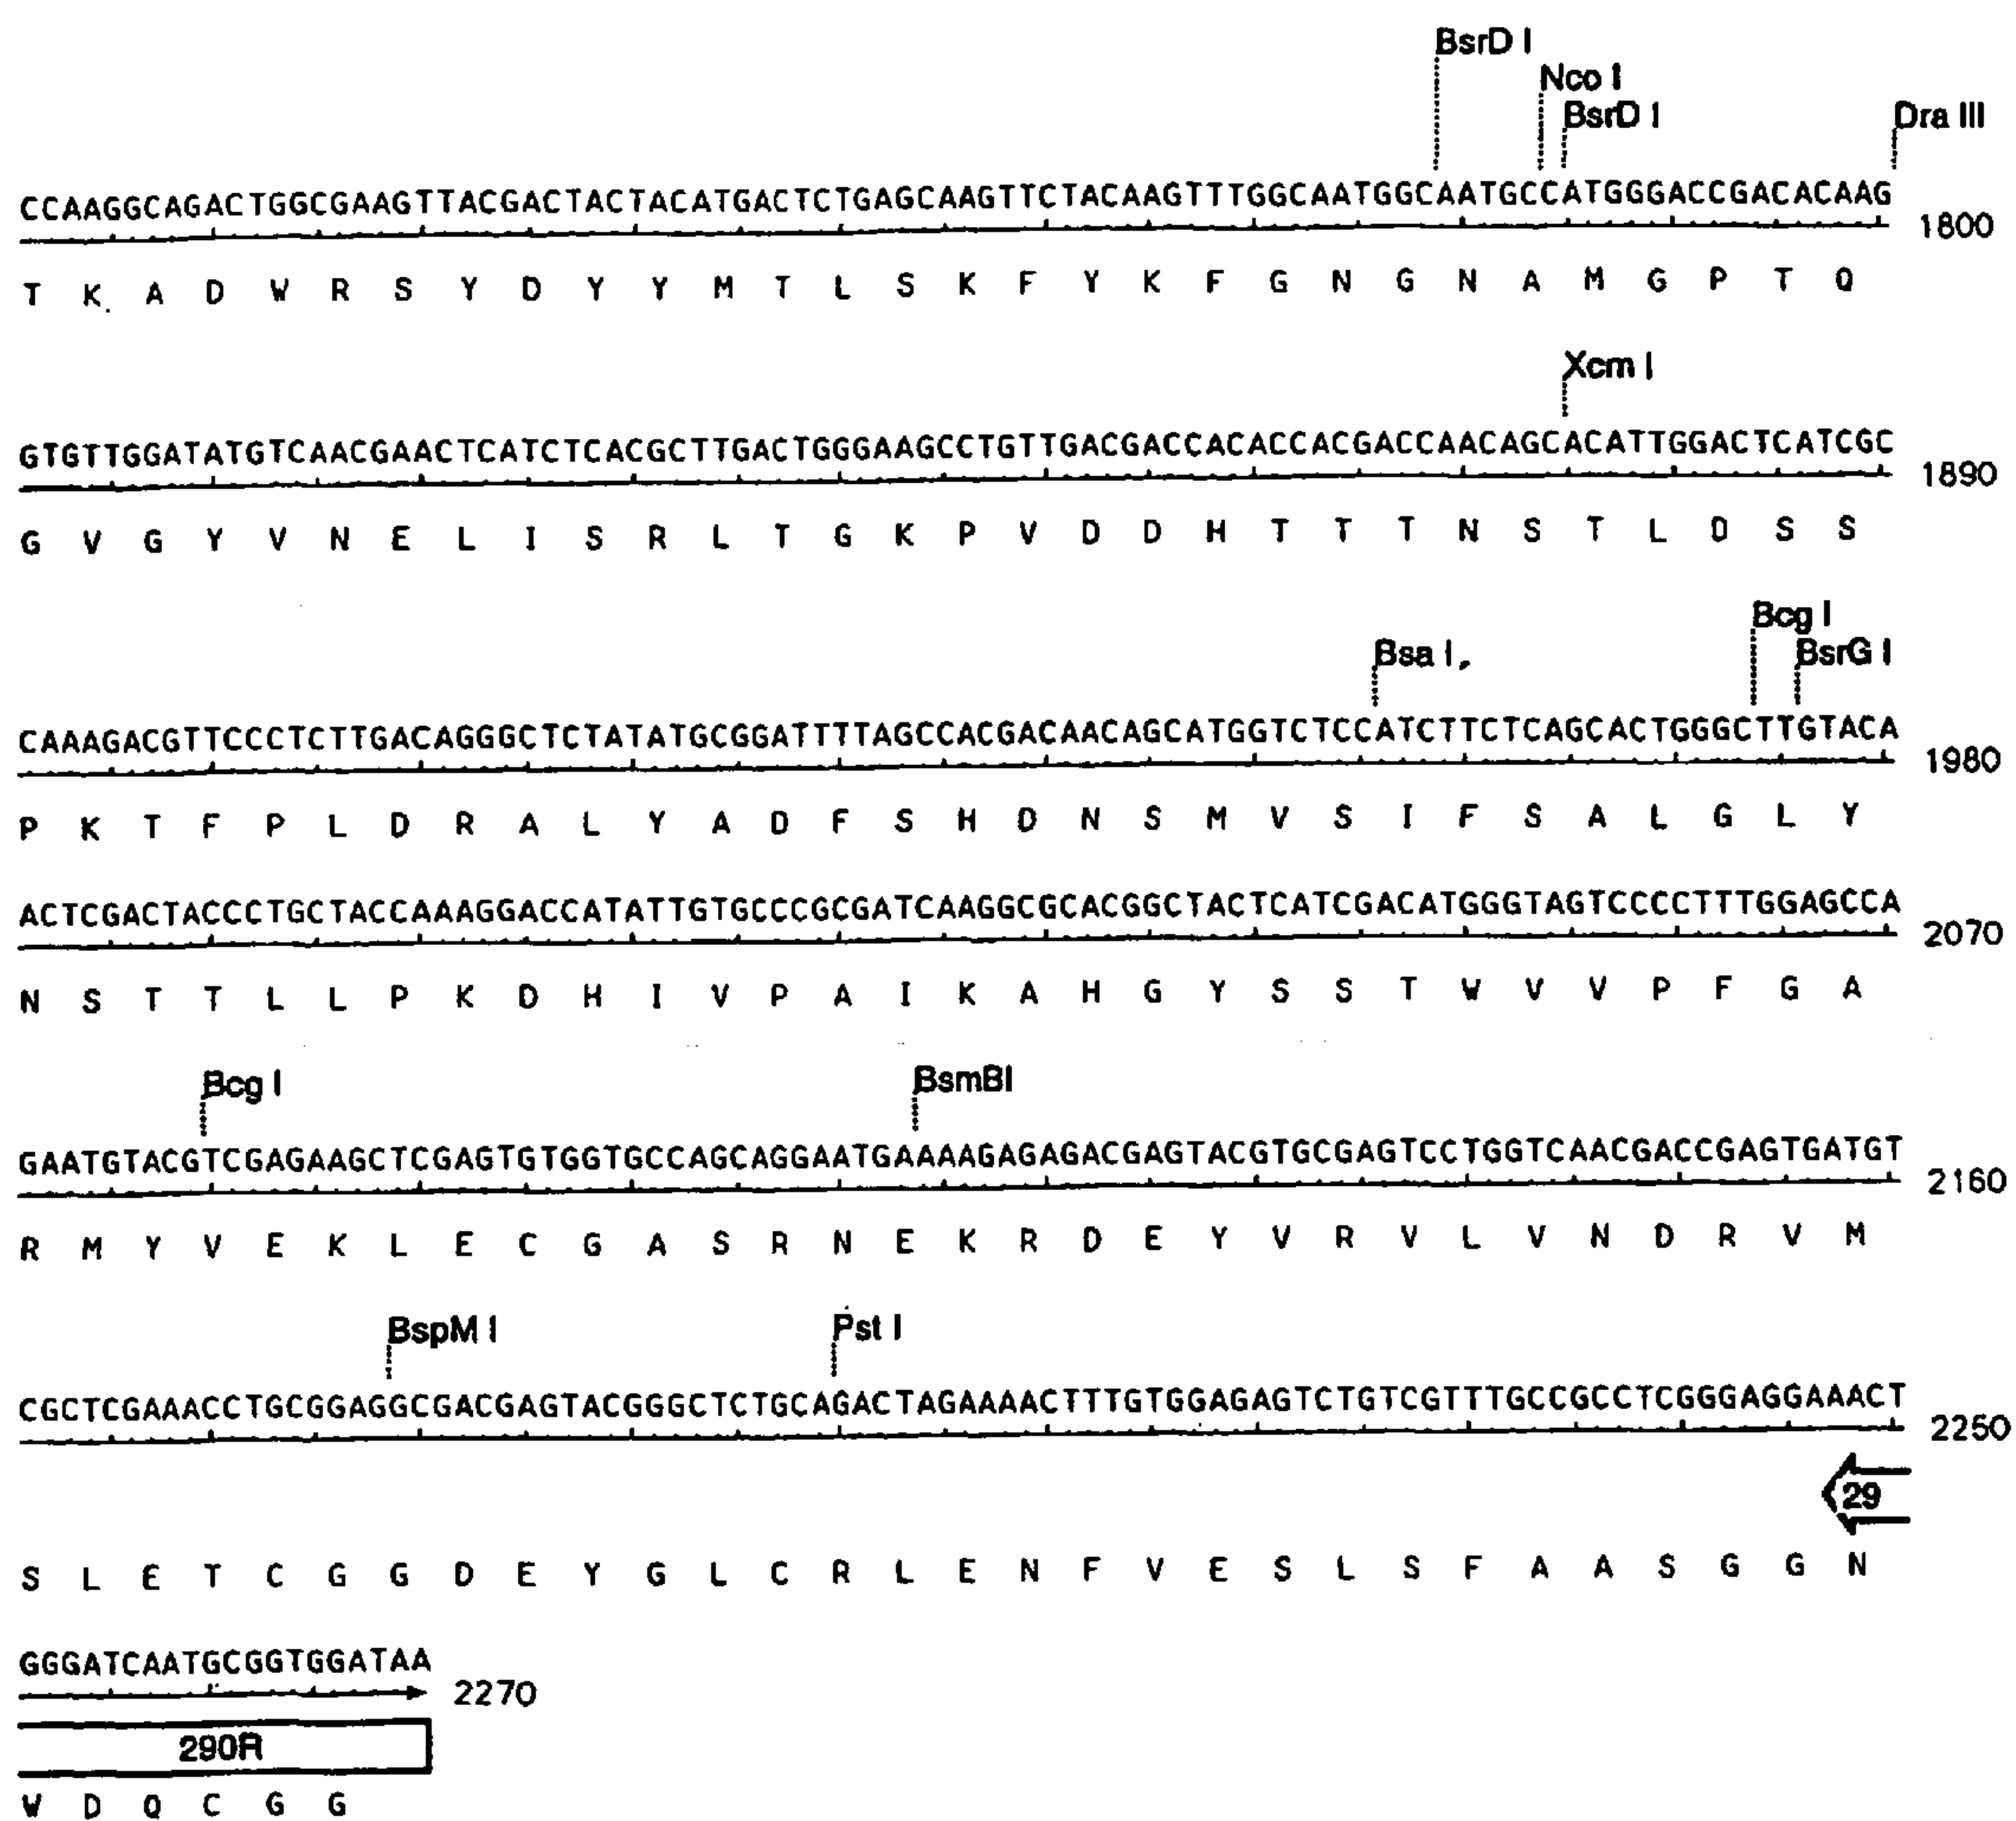 BsrD I
Nco I
BsrD I
Dra III
CCAAGGCAGACTGGCGAAGTTACGACTACTACATGACTCTGAGCAAGTTCTACAAGTTTGGCAATGGCAATGCCATGGGACCGACACAAG
1800
T K A D W R S Y D Y Y M T L S K F Y K F G N G N A M G P T Q
Xcm I
GTGTTGGATATGTCAACGAACTCATCTCACGCTTGACTGGGAAGCCTGTTGACGACCACACCACGACCAACAGCACATTGGACTCATCGC
1890
G V G Y V N E L I S R L T G K P V D D H T T T N S T L D S S
Bcg I
Bsa I
BsrG I
CAAAGACGTTCCCTCTTGACAGGGCTCTATATGCGGATTTTAGCCACGACAACAGCATGGTCTCCATCTTCTCAGCACTGGGCTTGTACA
1980
P K T F P L D R A L Y A D F S H D N S M V S I F S A L G L Y
ACTCGACTACCCTGCTACCAAAGGACCATATTGTGCCCGCGATCAAGGCGCACGGCTACTCATCGACATGGGTAGTCCCCTTTGGAGCCA
2070
N S T T L L P K D H I V P A I K A H G Y S S T W V V P F G A
Bcg I
BsmBI
GAATGTACGTCGAGAAGCTCGAGTGTGGTGCCAGCAGGAATGAAAAGAGAGACGAGTACGTGCGAGTCCTGGTCAACGACCGAGTGATGT
2160
R M Y V E K L E C G A S R N E K R D E Y V R V L V N D R V M
BspM I
Pst I
CGCTCGAAACCTGCGGAGGCGACGAGTACGGGCTCTGCAGACTAGAAAACTTTGTGGAGAGTCTGTCGTTTGCCGCCTCGGGAGGAAACT
2250
29
S L E T C G G D E Y G L C R L E N F V E S L S F A A S G G N
GGGATCAATGCGGTGGATAA
2270
290R
W D Q C G G